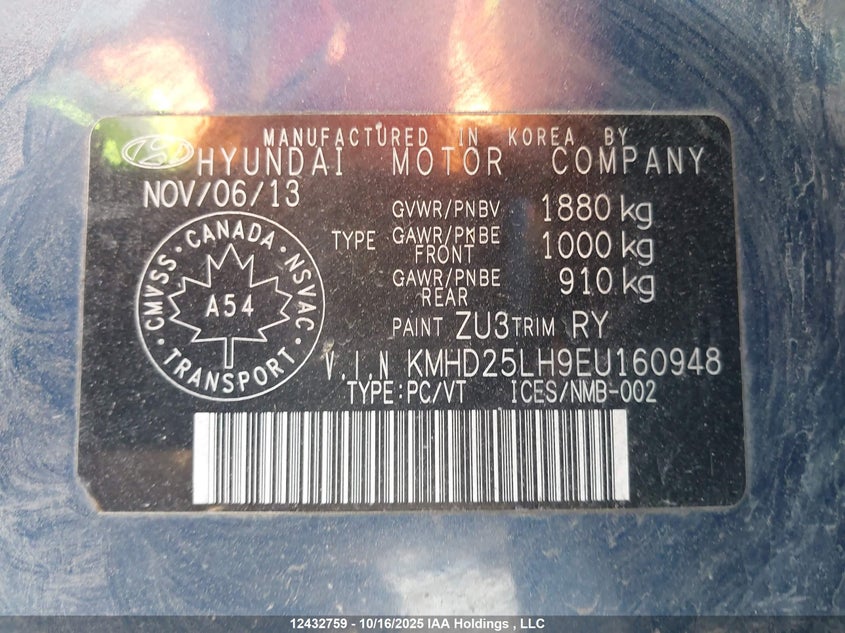 MANUFACTURED IN KOREA BY
HYUNDAI MOTOR COMPANY
NOV/06/13
GVWR/PNBV 1880 kg
TYPE GAWR/PNBE FRONT 1000 kg
GAWR/PNBE REAR 910 kg
PAINT ZU3 TRIM RY
CMVSS · CANADA · NSVAC
A54
· TRANSPORT ·
V.I.N KMHD25LH9EU160948
TYPE:PC/VT ICES/NMB-002
12432759 - 10/16/2025 IAA Holdings , LLC